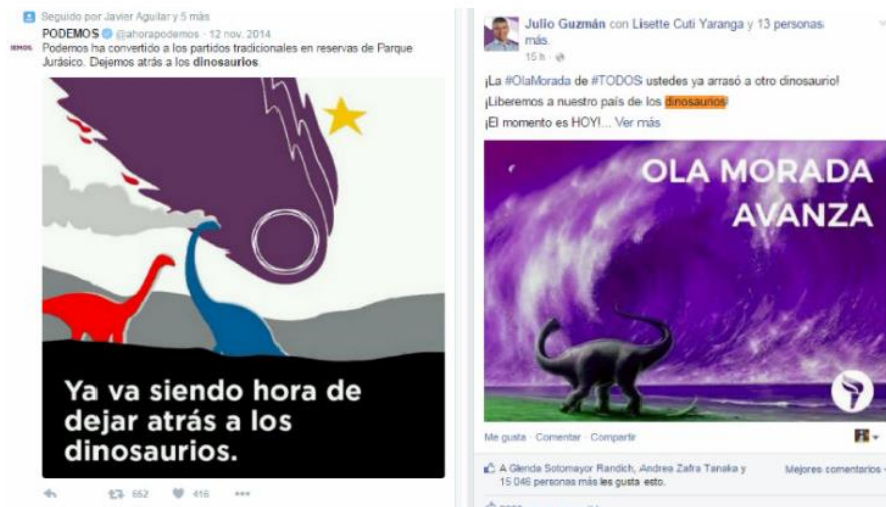 Seguido por Javier Aguilar y 5 más
PODEMOS @ahorapodemos · 12 nov. 2014
Podemos ha convertido a los partidos tradicionales en reservas de Parque
Jurásico. Dejemos atrás a los dinosaurios.
Ya va siendo hora de
dejar atrás a los
dinosaurios.
652 416
Julio Guzmán con Lisette Cuti Yaranga y 13 personas
más.
15 h ·
¡La #OlaMorada de #TODOS ustedes ya arrasó a otro dinosaurio!
¡Liberemos a nuestro país de los dinosaurios!
¡El momento es HOY!... Ver más
OLA MORADA
AVANZA
Me gusta · Comentar · Compartir
A Glenda Sotomayor Randich, Andrea Zafra Tanaka y
15 046 personas más les gusta esto.
Mejores comentarios